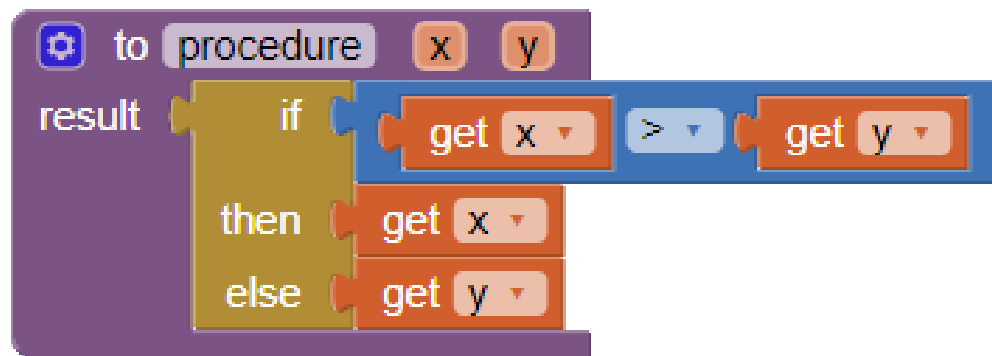 to procedure x y
result if get x > get y
then get x
else get y